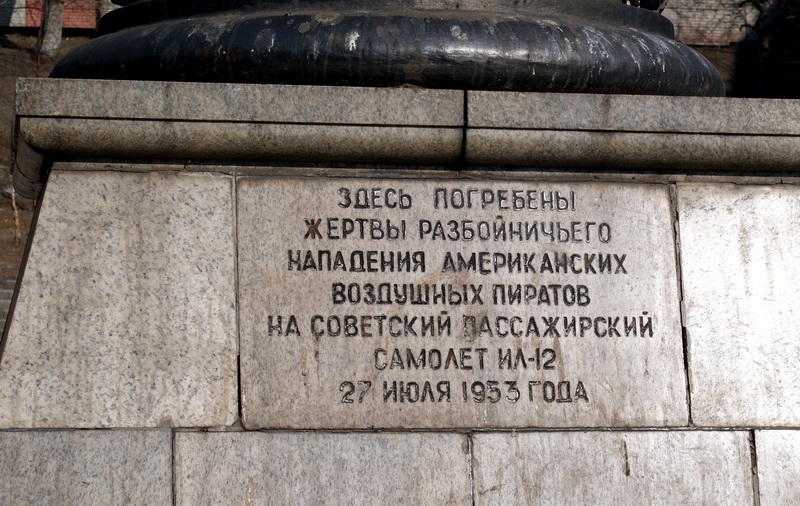 ЗДЕСЬ ПОГРЕБЕНЫ
ЖЕРТВЫ РАЗБОЙНИЧЬЕГО
НАПАДЕНИЯ АМЕРИКАНСКИХ
ВОЗДУШНЫХ ПИРАТОВ
НА СОВЕТСКИЙ ПАССАЖИРСКИЙ
САМОЛЕТ ИЛ-12
27 ИЮЛЯ 1953 ГОДА